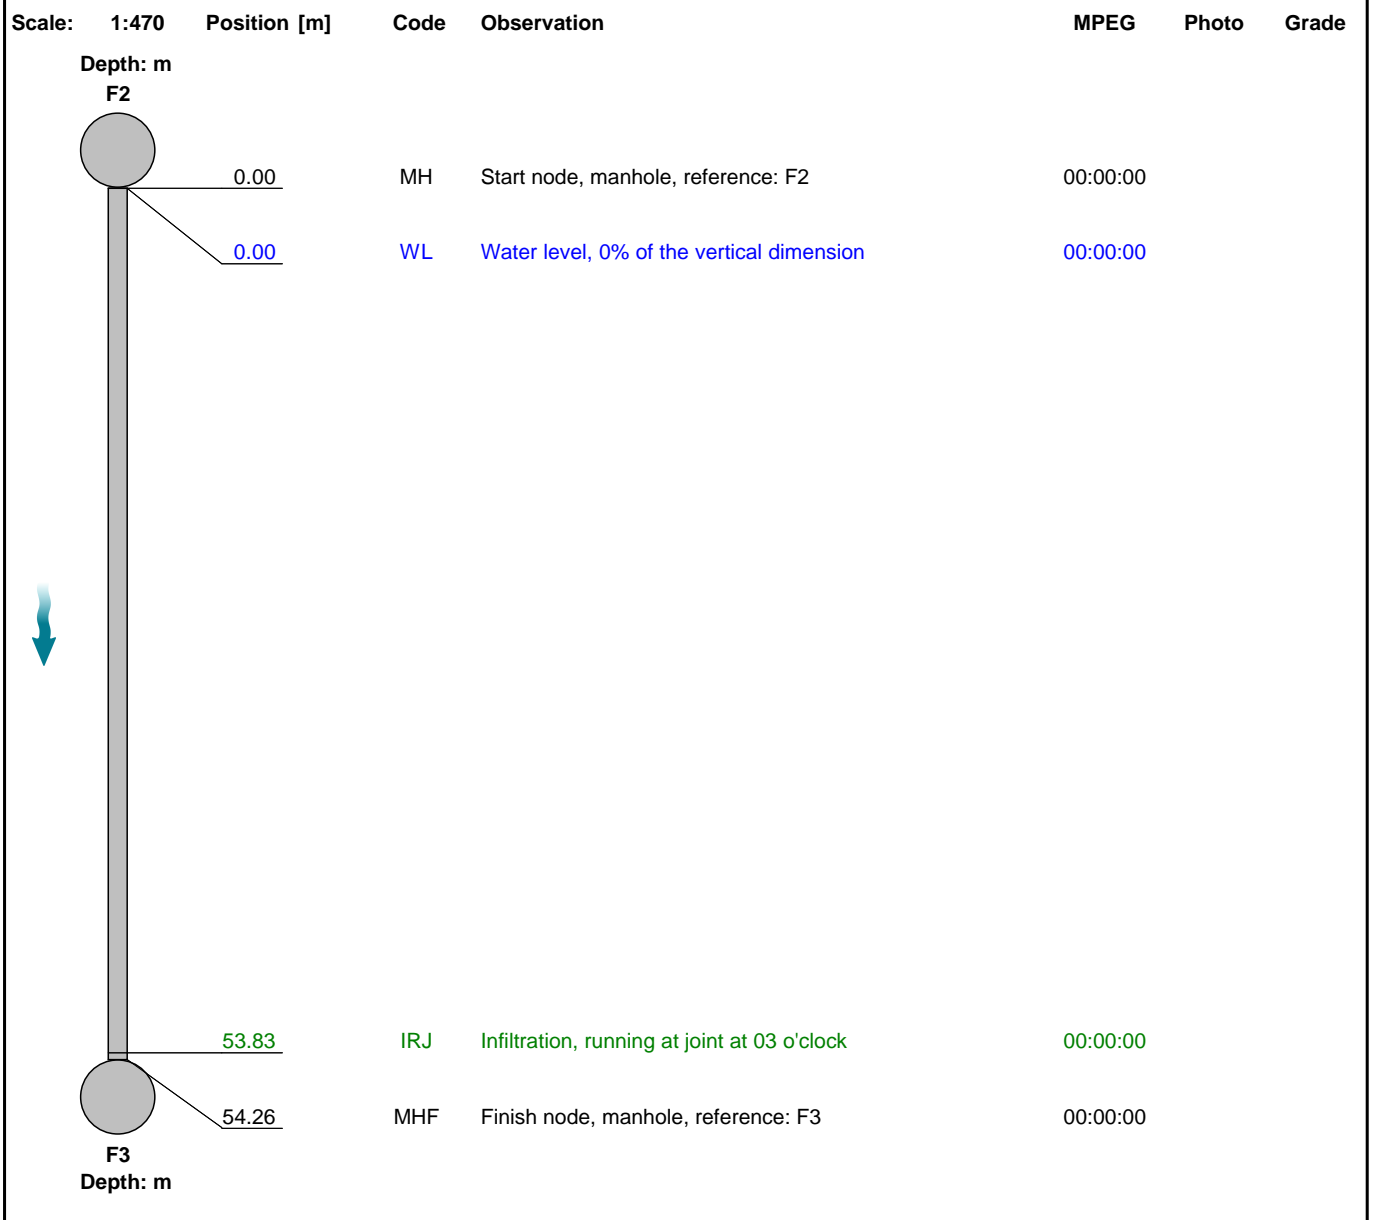 Scale: 1:470 Position [m] Code Observation MPEG Photo Grade
Depth: m
F2
0.00 MH Start node, manhole, reference: F2 00:00:00
0.00 WL Water level, 0% of the vertical dimension 00:00:00
53.83 IRJ Infiltration, running at joint at 03 o'clock 00:00:00
54.26 MHF Finish node, manhole, reference: F3 00:00:00
F3
Depth: m